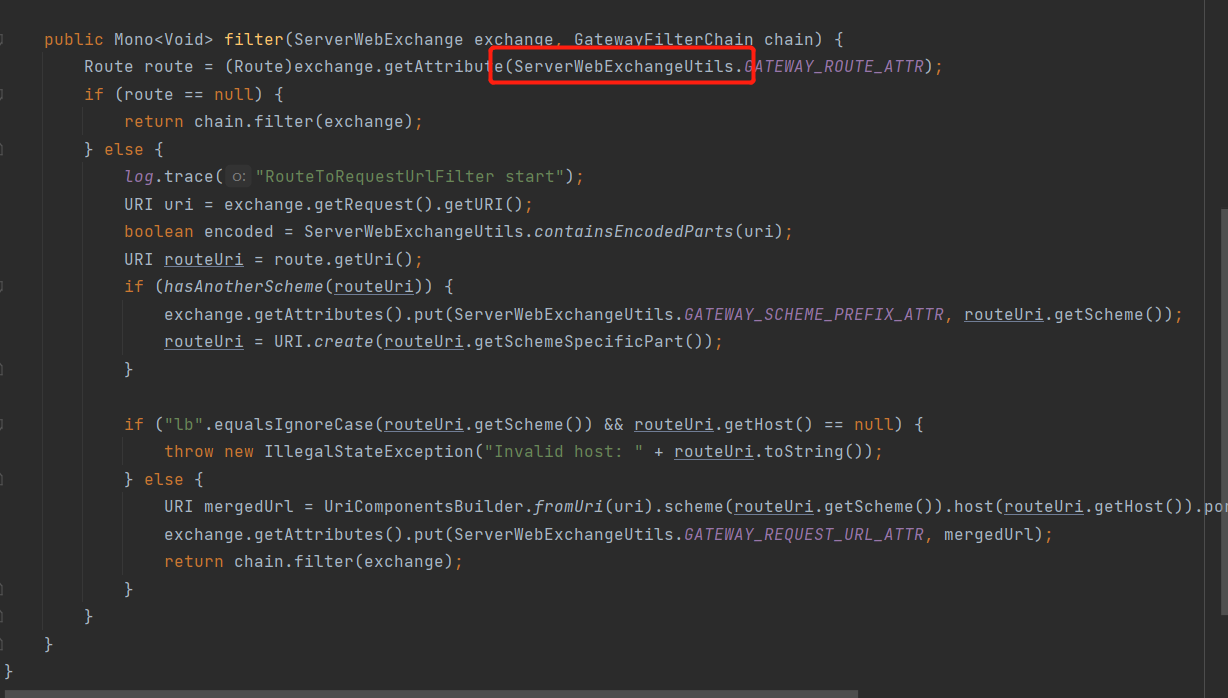 public Mono<Void> filter(ServerWebExchange exchange, GatewayFilterChain chain) {
Route route = (Route)exchange.getAttribute(ServerWebExchangeUtils.GATEWAY_ROUTE_ATTR);
if (route == null) {
return chain.filter(exchange);
} else {
log.trace( o: "RouteToRequestUrlFilter start");
URI uri = exchange.getRequest().getURI();
boolean encoded = ServerWebExchangeUtils.containsEncodedParts(uri);
URI routeUri = route.getUri();
if (hasAnotherScheme(routeUri)) {
exchange.getAttributes().put(ServerWebExchangeUtils.GATEWAY_SCHEME_PREFIX_ATTR, routeUri.getScheme());
routeUri = URI.create(routeUri.getSchemeSpecificPart());
}
if ("lb".equalsIgnoreCase(routeUri.getScheme()) && routeUri.getHost() == null) {
throw new IllegalStateException("Invalid host: " + routeUri.toString());
} else {
URI mergedUrl = UriComponentsBuilder.fromUri(uri).scheme(routeUri.getScheme()).host(routeUri.getHost()).
exchange.getAttributes().put(ServerWebExchangeUtils.GATEWAY_REQUEST_URL_ATTR, mergedUrl);
return chain.filter(exchange);
}
}
}
}